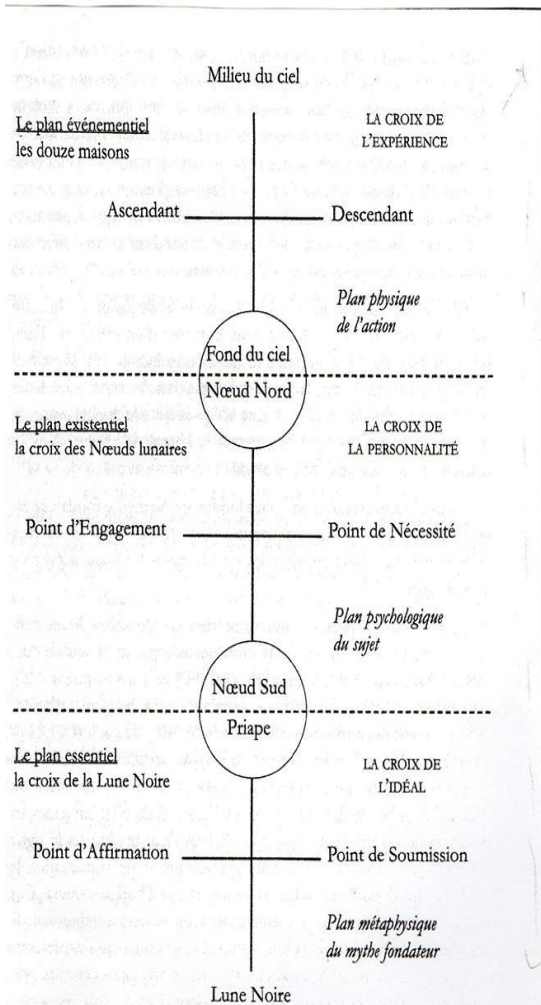 Milieu du ciel
Le plan événementiel
les douze maisons
LA CROIX DE
L’EXPÉRIENCE
Ascendant
Descendant
Plan physique
de l’action
Fond du ciel
Nœud Nord
Le plan existentiel
la croix des Nœuds lunaires
LA CROIX DE
LA PERSONNALITÉ
Point d’Engagement
Point de Nécessité
Plan psychologique
du sujet
Nœud Sud
Priape
Le plan essentiel
la croix de la Lune Noire
LA CROIX DE
L’IDÉAL
Point d’Affirmation
Point de Soumission
Plan métaphysique
du mythe fondateur
Lune Noire